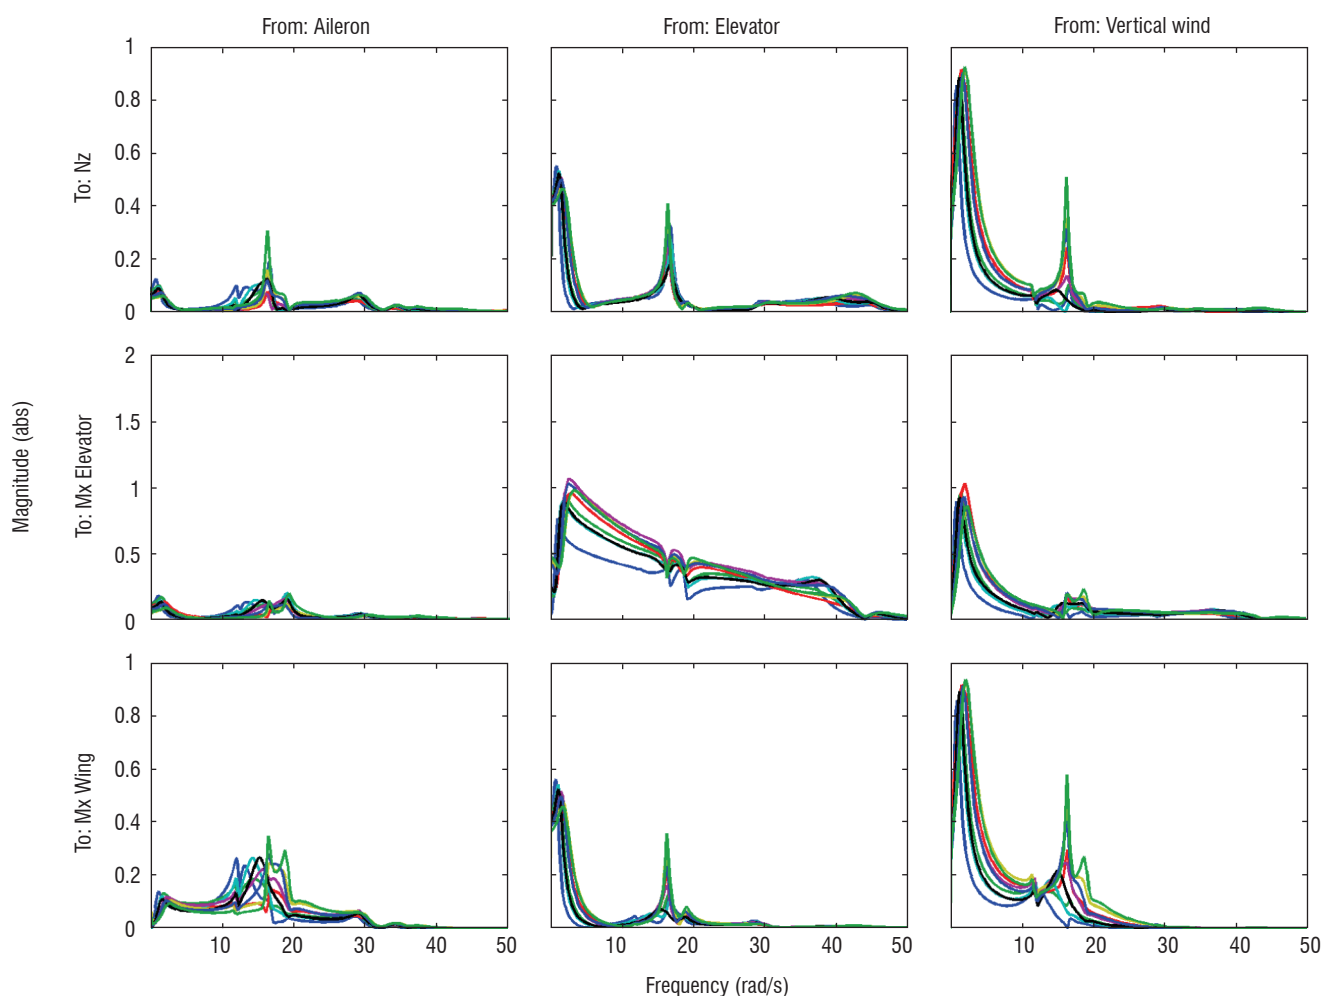 From: Aileron
From: Elevator
From: Vertical wind
1
0.8
0.6
0.4
0.2
0
To: Nz
2
1.5
1
0.5
0
To: Mx Elevator
Magnitude (abs)
1
0.8
0.6
0.4
0.2
0
To: Mx Wing
10 20 30 40 50
10 20 30 40 50
10 20 30 40 50
Frequency (rad/s)